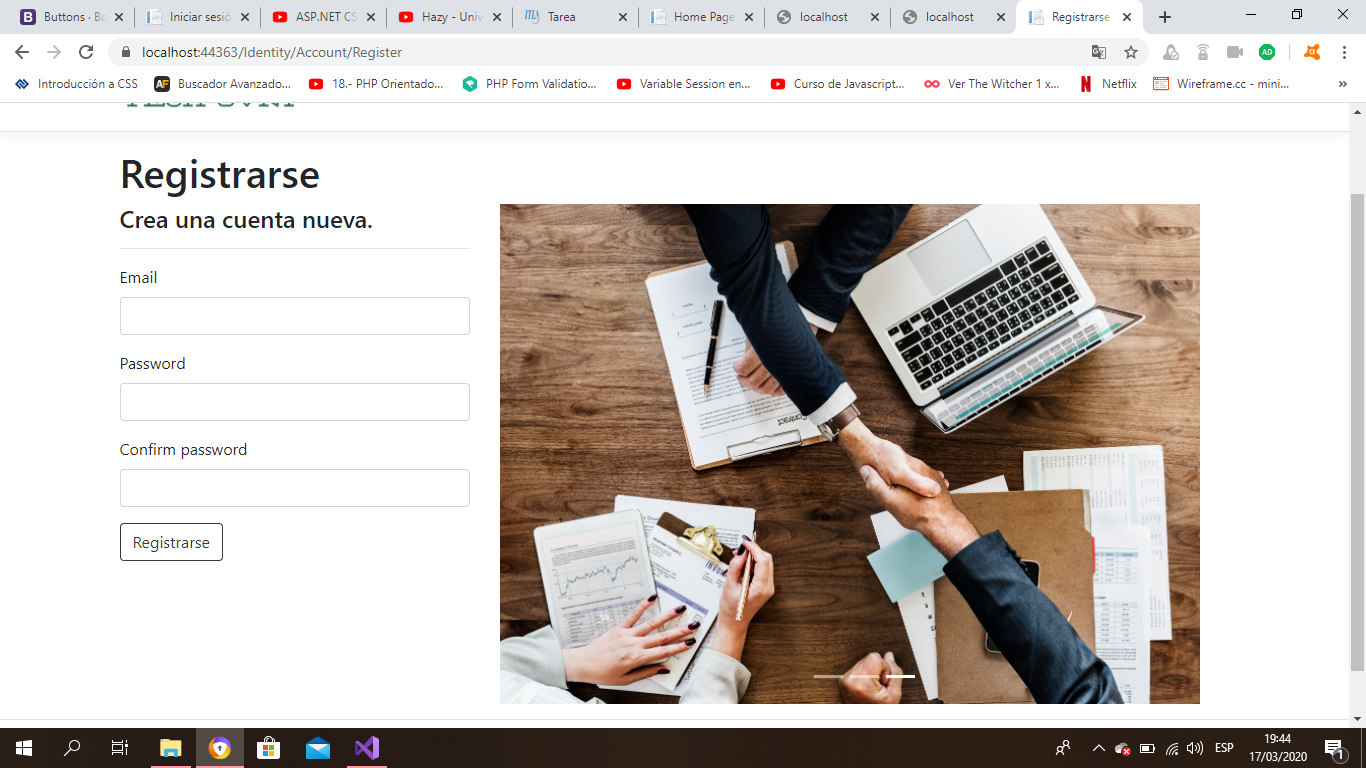 Buttons · Bo
Iniciar sesió
ASP.NET CS
Hazy - Univ
Tarea
Home Page
localhost
localhost
Registrarse
localhost:44363/Identity/Account/Register
Introducción a CSS
Buscador Avanzado...
18.- PHP Orientado...
PHP Form Validatio...
Variable Session en...
Curso de Javascript...
Ver The Witcher 1 x...
Netflix
Wireframe.cc - mini...
»
Registrarse
Crea una cuenta nueva.
Email
Password
Confirm password
Registrarse
Contract
INVOI
ESP
19:44
17/03/2020
1